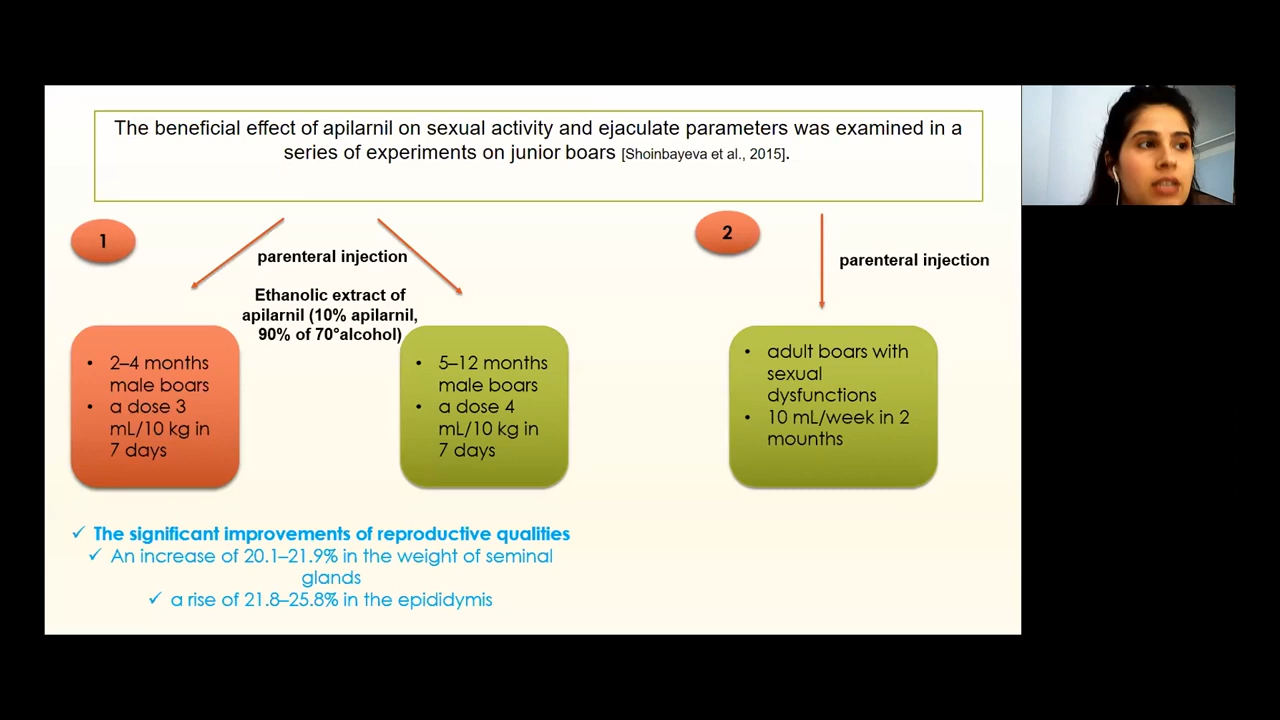 The beneficial effect of apilarnil on sexual activity and ejaculate parameters was examined in a
series of experiments on junior boars [Shoinbayeva et al., 2015].
1
parenteral injection
Ethanolic extract of
apilarnil (10% apilarnil,
90% of 70°alcohol)
• 2–4 months
male boars
• a dose 3
mL/10 kg in
7 days
• 5–12 months
male boars
• a dose 4
mL/10 kg in
7 days
2
parenteral injection
• adult boars with
sexual
dysfunctions
• 10 mL/week in 2
mounths
✓ The significant improvements of reproductive qualities
✓ An increase of 20.1–21.9% in the weight of seminal
glands
✓ a rise of 21.8–25.8% in the epididymis